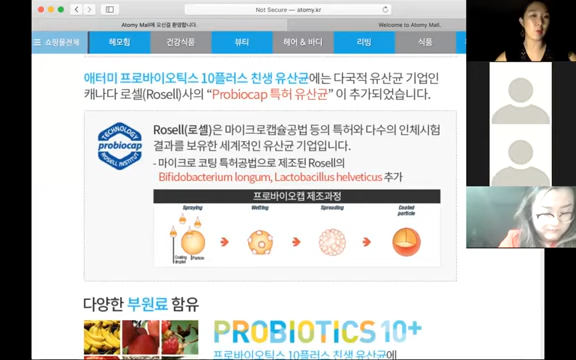 Not Secure — atomy.kr
Atomy Mall에 오신걸 환영합니다.
Welcome to Atomy Mall.
쇼핑몰전체
헤모힘
건강식품
뷰티
헤어 & 바디
리빙
식품
애터미 프로바이오틱스 10플러스 친생 유산균에는 다국적 유산균 기업인
캐나다 로셀(Rosell)사의 “Probiocap 특허 유산균” 이 추가되었습니다.
TECHNOLOGY
probiocap
ROSELL INSTITUT
Rosell(로셀)은 마이크로캡슐공법 등의 특허와 다수의 인체시험
결과를 보유한 세계적인 유산균 기업입니다.
- 마이크로 코팅 특허공법으로 제조된 Rosell의
Bifidobacterium longum, Lactobacillus helveticus 추가
프로바이오캡 제조과정
Spraying
Wetting
Spreading
Coated
particle
Coating
droplet
Particle
다양한 부원료 함유
PROBIOTICS 10+
프로바이오틱스 10플러스 친생 유산균에